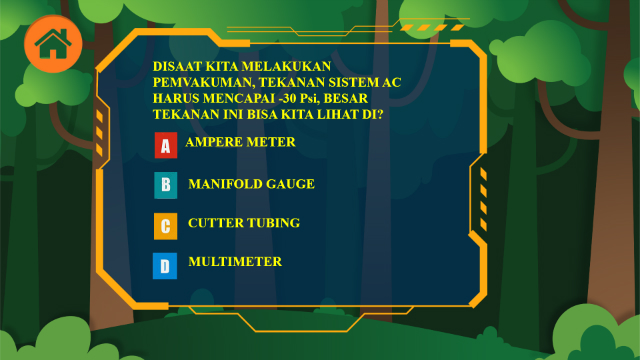 DISAAT KITA MELAKUKAN
PEMVAKUMAN, TEKANAN SISTEM AC
HARUS MENCAPAI -30 Psi, BESAR
TEKANAN INI BISA KITA LIHAT DI?
A AMPERE METER
B MANIFOLD GAUGE
C CUTTER TUBING
D MULTIMETER